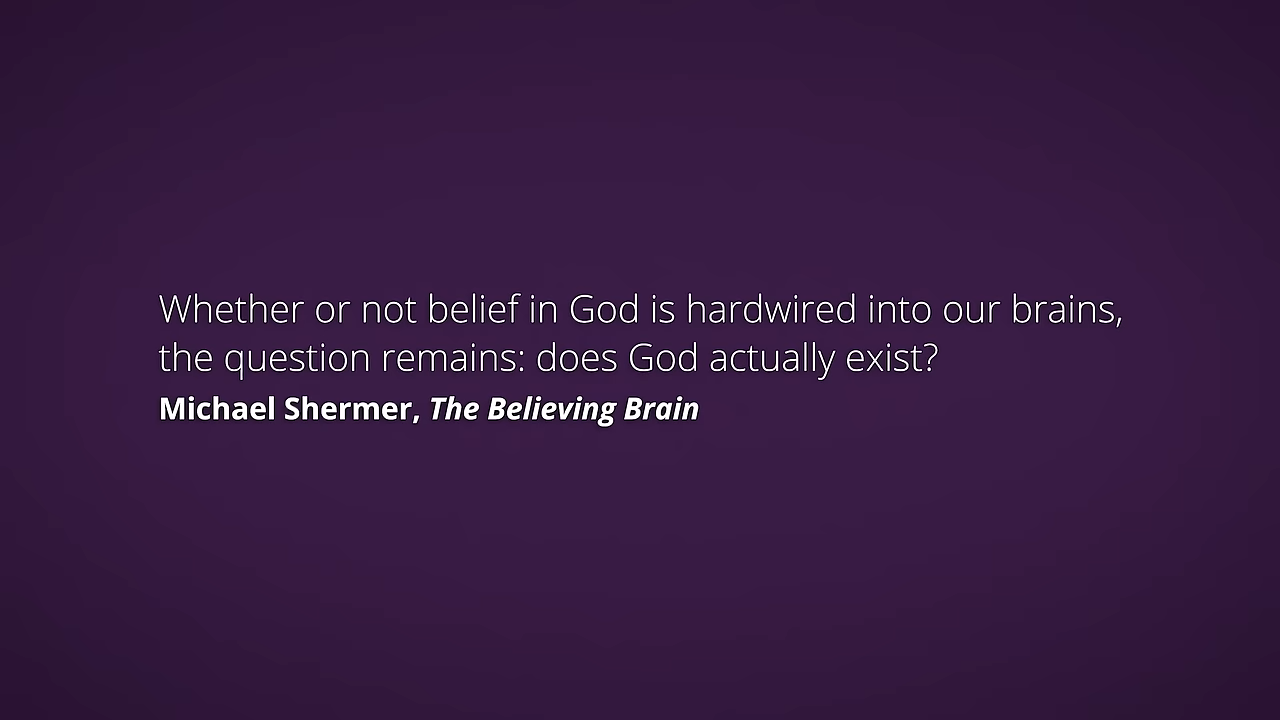 Whether or not belief in God is hardwired into our brains,
the question remains: does God actually exist?
Michael Shermer, The Believing Brain